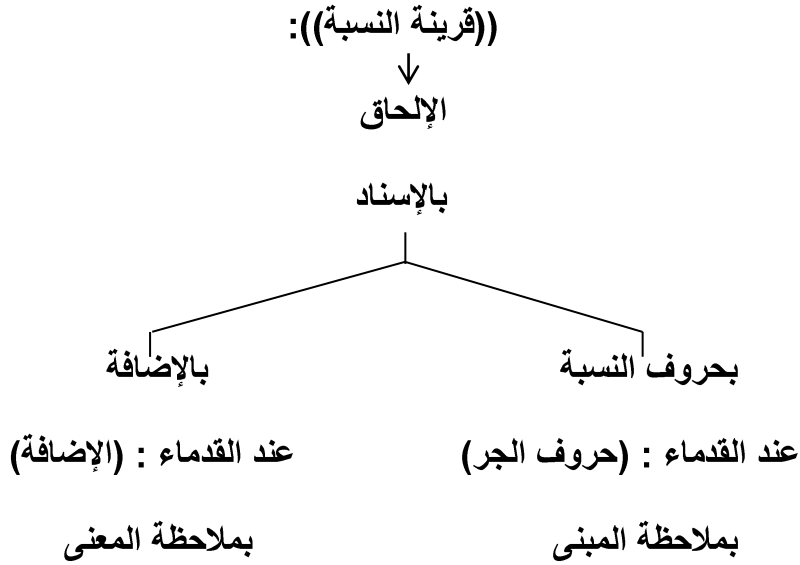 ((قرينة النسبة)):
الإلحاق
بالإسناد
بحروف النسبة
بالإضافة
عند القدماء : (حروف الجر)
عند القدماء : (الإضافة)
بملاحظة المبنى
بملاحظة المعنى